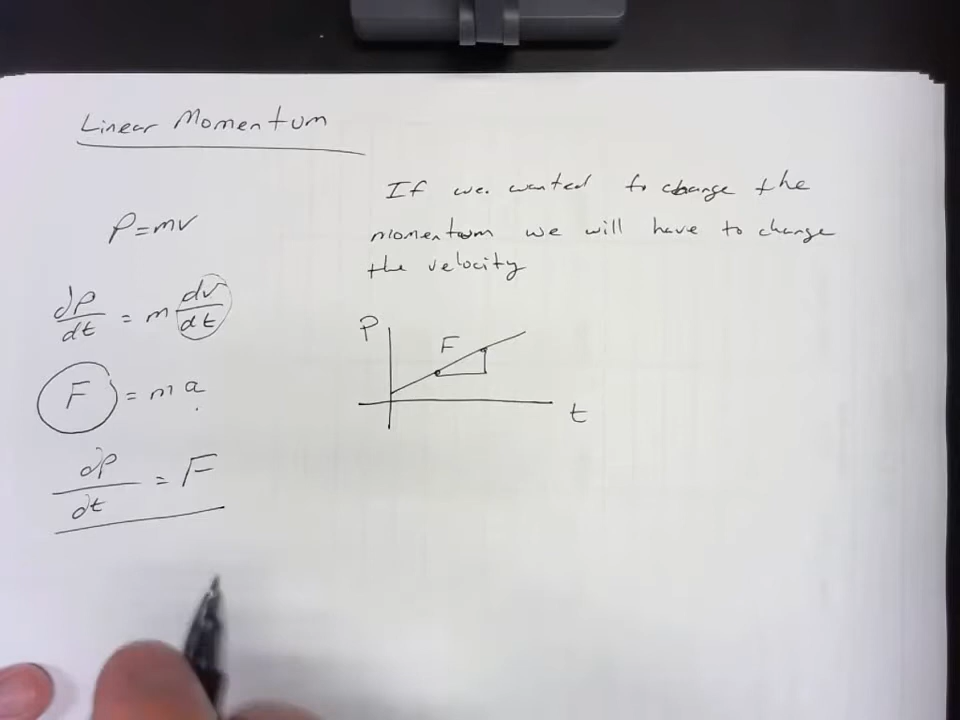 Linear Momentum
If we wanted to change the
momentum we will have to change
the velocity
P=mv
dP/dt = m dv/dt
F = ma
dP/dt = F
P
F
t